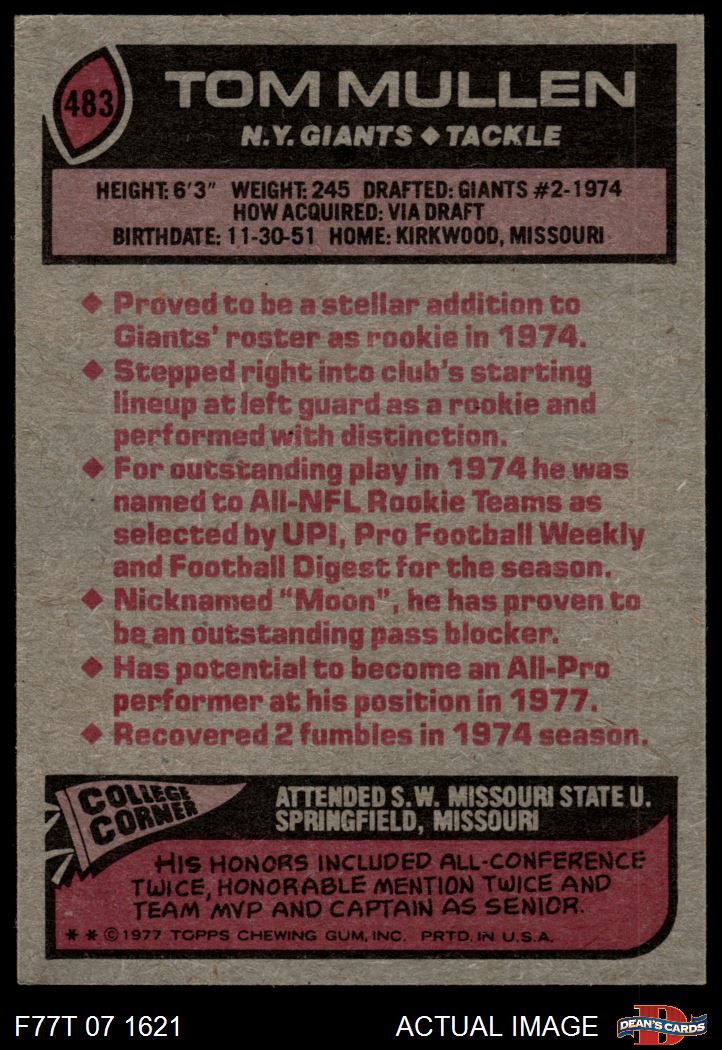 483
TOM MULLEN
N.Y. GIANTS ◆ TACKLE
HEIGHT: 6'3" WEIGHT: 245 DRAFTED: GIANTS #2-1974
HOW ACQUIRED: VIA DRAFT
BIRTHDATE: 11-30-51 HOME: KIRKWOOD, MISSOURI
◆ Proved to be a stellar addition to
Giants' roster as rookie in 1974.
◆ Stepped right into club's starting
lineup at left guard as a rookie and
performed with distinction.
◆ For outstanding play in 1974 he was
named to All-NFL Rookie Teams as
selected by UPI, Pro Football Weekly
and Football Digest for the season.
◆ Nicknamed "Moon", he has proven to
be an outstanding pass blocker.
◆ Has potential to become an All-Pro
performer at his position in 1977.
◆ Recovered 2 fumbles in 1974 season.
COLLEGE
CORNER
ATTENDED S.W. MISSOURI STATE U.
SPRINGFIELD, MISSOURI
HIS HONORS INCLUDED ALL-CONFERENCE
TWICE, HONORABLE MENTION TWICE AND
TEAM MVP AND CAPTAIN AS SENIOR.
* * © 1977 TOPPS CHEWING GUM, INC. PRTD. IN U.S.A.
F77T 07 1621
ACTUAL IMAGE
D
DEAN'S CARDS